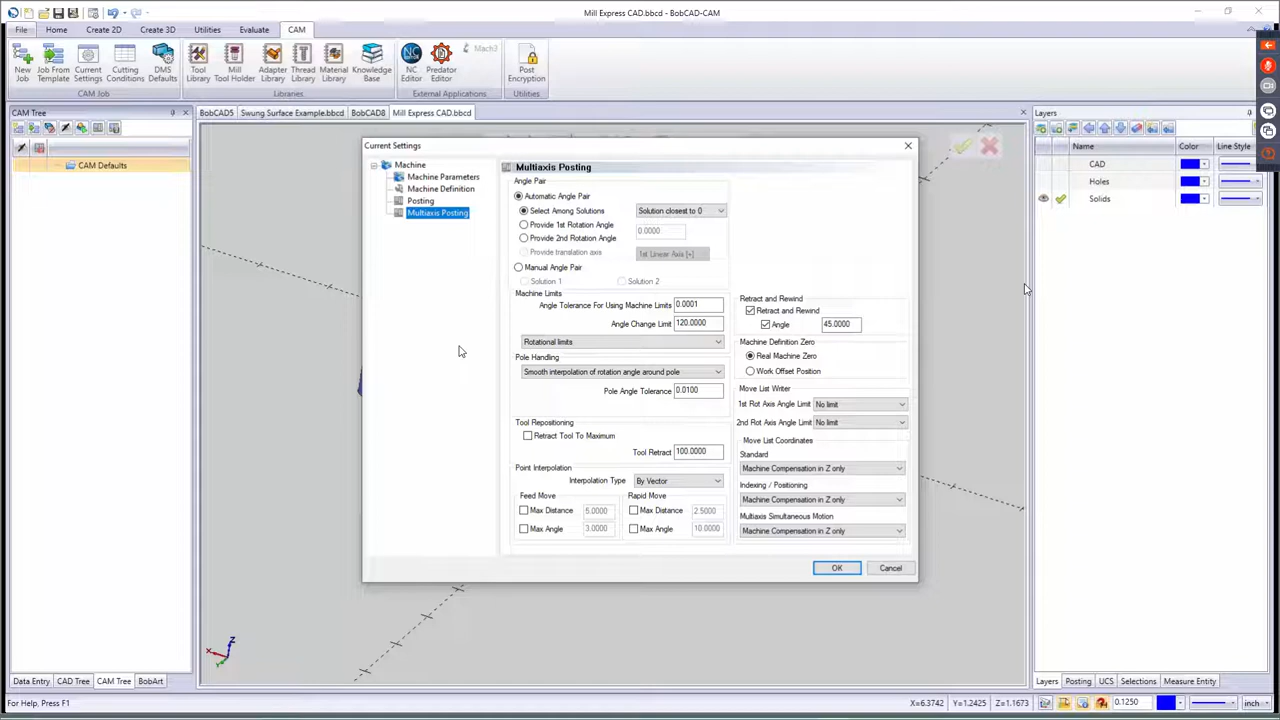 Mill Express CAD.bbcd - BobCAD-CAM
File Home Create 2D Create 3D Utilities Evaluate CAM
New Job
Job From Template
Current Settings
Cutting Conditions
DMS Defaults
Tool Library
Mill Tool Holder
Adapter Library
Thread Library
Material Library
Knowledge Base
NC Editor
Predator Editor
Mach3
Post Encryption
CAM Job Libraries External Applications Utilities
CAM Tree
BobCAD5 Swung Surface Example.bbcd BobCAD8 Mill Express CAD.bbcd
Layers
Name Color Line Style
CAD
Holes
Solids
CAM Defaults
Current Settings
Machine
Machine Parameters
Machine Definition
Posting
Multiaxis Posting
Multiaxis Posting
Angle Pair
Automatic Angle Pair
Select Among Solutions Solution closest to 0
Provide 1st Rotation Angle 0.0000
Provide 2nd Rotation Angle
Provide translation axis 1st Linear Axis [+]
Manual Angle Pair
Solution 1 Solution 2
Machine Limits
Angle Tolerance For Using Machine Limits 0.0001
Angle Change Limit 120.0000
Rotational limits
Pole Handling
Smooth interpolation of rotation angle around pole
Pole Angle Tolerance 0.0100
Tool Repositioning
Retract Tool To Maximum
Tool Retract 100.0000
Point Interpolation
Interpolation Type By Vector
Feed Move Rapid Move
Max Distance 5.0000 Max Distance 2.5000
Max Angle 3.0000 Max Angle 10.0000
Retract and Rewind
Retract and Rewind
Angle 45.0000
Machine Definition Zero
Real Machine Zero
Work Offset Position
Move List Writer
1st Rot Axis Angle Limit No limit
2nd Rot Axis Angle Limit No limit
Move List Coordinates
Standard
Machine Compensation in Z only
Indexing / Positioning
Machine Compensation in Z only
Multiaxis Simultaneous Motion
Machine Compensation in Z only
OK Cancel
Z
X
Y
Data Entry CAD Tree CAM Tree BobArt
Layers Posting UCS Selections Measure Entity
For Help, Press F1
X=6.3742 Y=1.2425 Z=1.1673 0.1250 inch